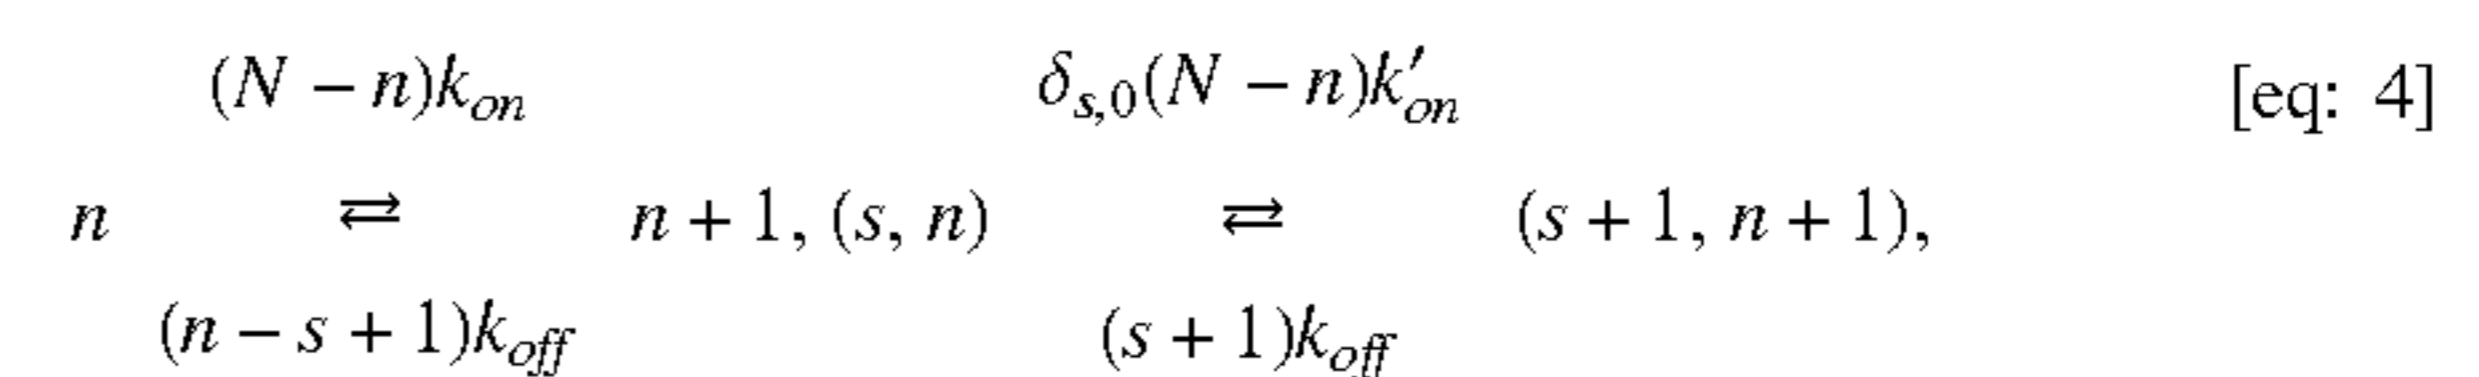 (N − n)k_on δ_{s,0}(N − n)k′_on [eq: 4]
n ⇄ n + 1, (s, n) ⇄ (s + 1, n + 1),
(n − s + 1)k_off (s + 1)k_off